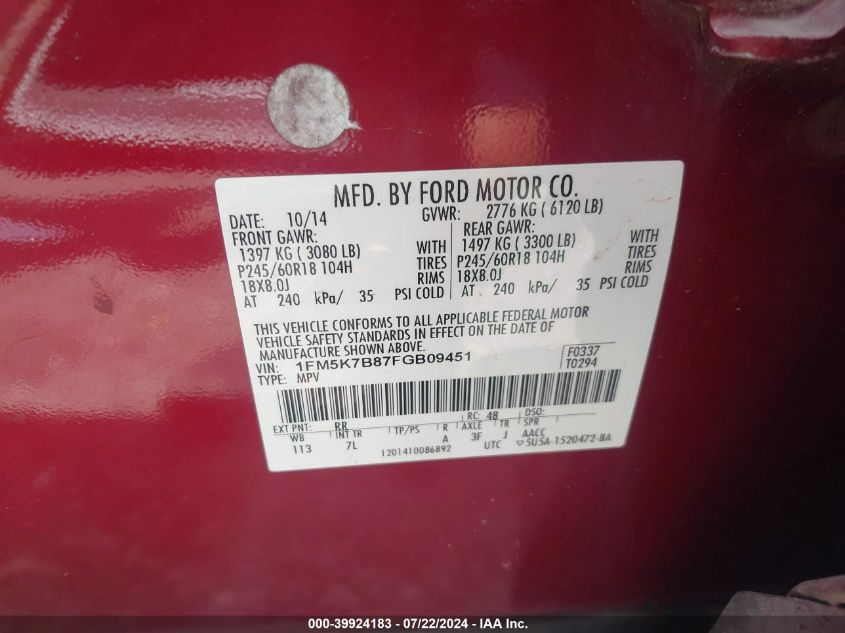 MFD. BY FORD MOTOR CO.
DATE: 10/14 GVWR: 2776 KG ( 6120 LB)
FRONT GAWR: REAR GAWR:
1397 KG ( 3080 LB) WITH 1497 KG ( 3300 LB) WITH
P245/60R18 104H TIRES P245/60R18 104H TIRES
18X8.0J RIMS 18X8.0J RIMS
AT 240 kPa/ 35 PSI COLD AT 240 kPa/ 35 PSI COLD
THIS VEHICLE CONFORMS TO ALL APPLICABLE FEDERAL MOTOR
VEHICLE SAFETY STANDARDS IN EFFECT ON THE DATE OF
MANUFACTURE SHOWN ABOVE.
VIN: 1FM5K7B87FGB09451 F0337
TYPE: MPV T0294
EXT PNT: RR RC: 48 DSO:
WB INT TR TP/PS R AXLE TR SPR
113 7L A 3F J AACC
1201410086892 UTC ▽5U5A-1520472-BA
000-39924183 - 07/22/2024 - IAAI Inc.